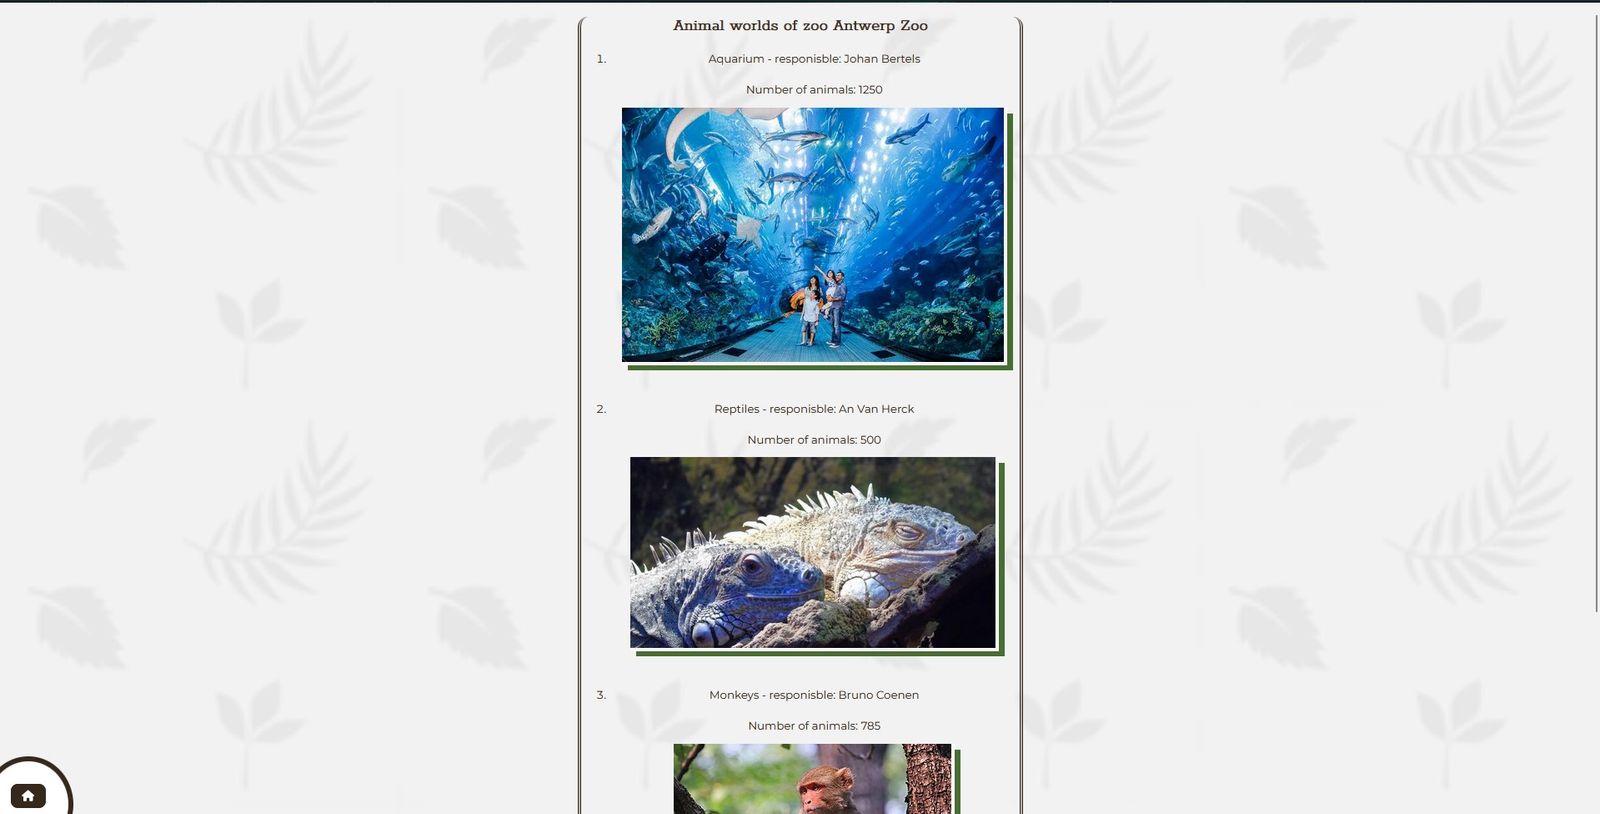 Animal worlds of zoo Antwerp Zoo
1. Aquarium - responisble: Johan Bertels
Number of animals: 1250
2. Reptiles - responisble: An Van Herck
Number of animals: 500
3. Monkeys - responisble: Bruno Coenen
Number of animals: 785